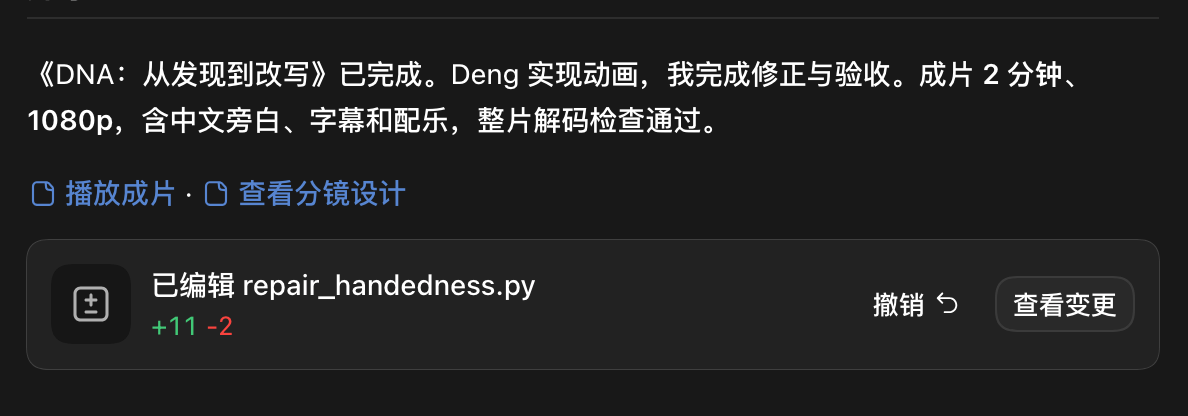 《DNA：从发现到改写》已完成。Deng 实现动画，我完成修正与验收。成片 2 分钟、
1080p，含中文旁白、字幕和配乐，整片解码检查通过。
播放成片 · 查看分镜设计
已编辑 repair_handedness.py
+11 -2
撤销
查看变更